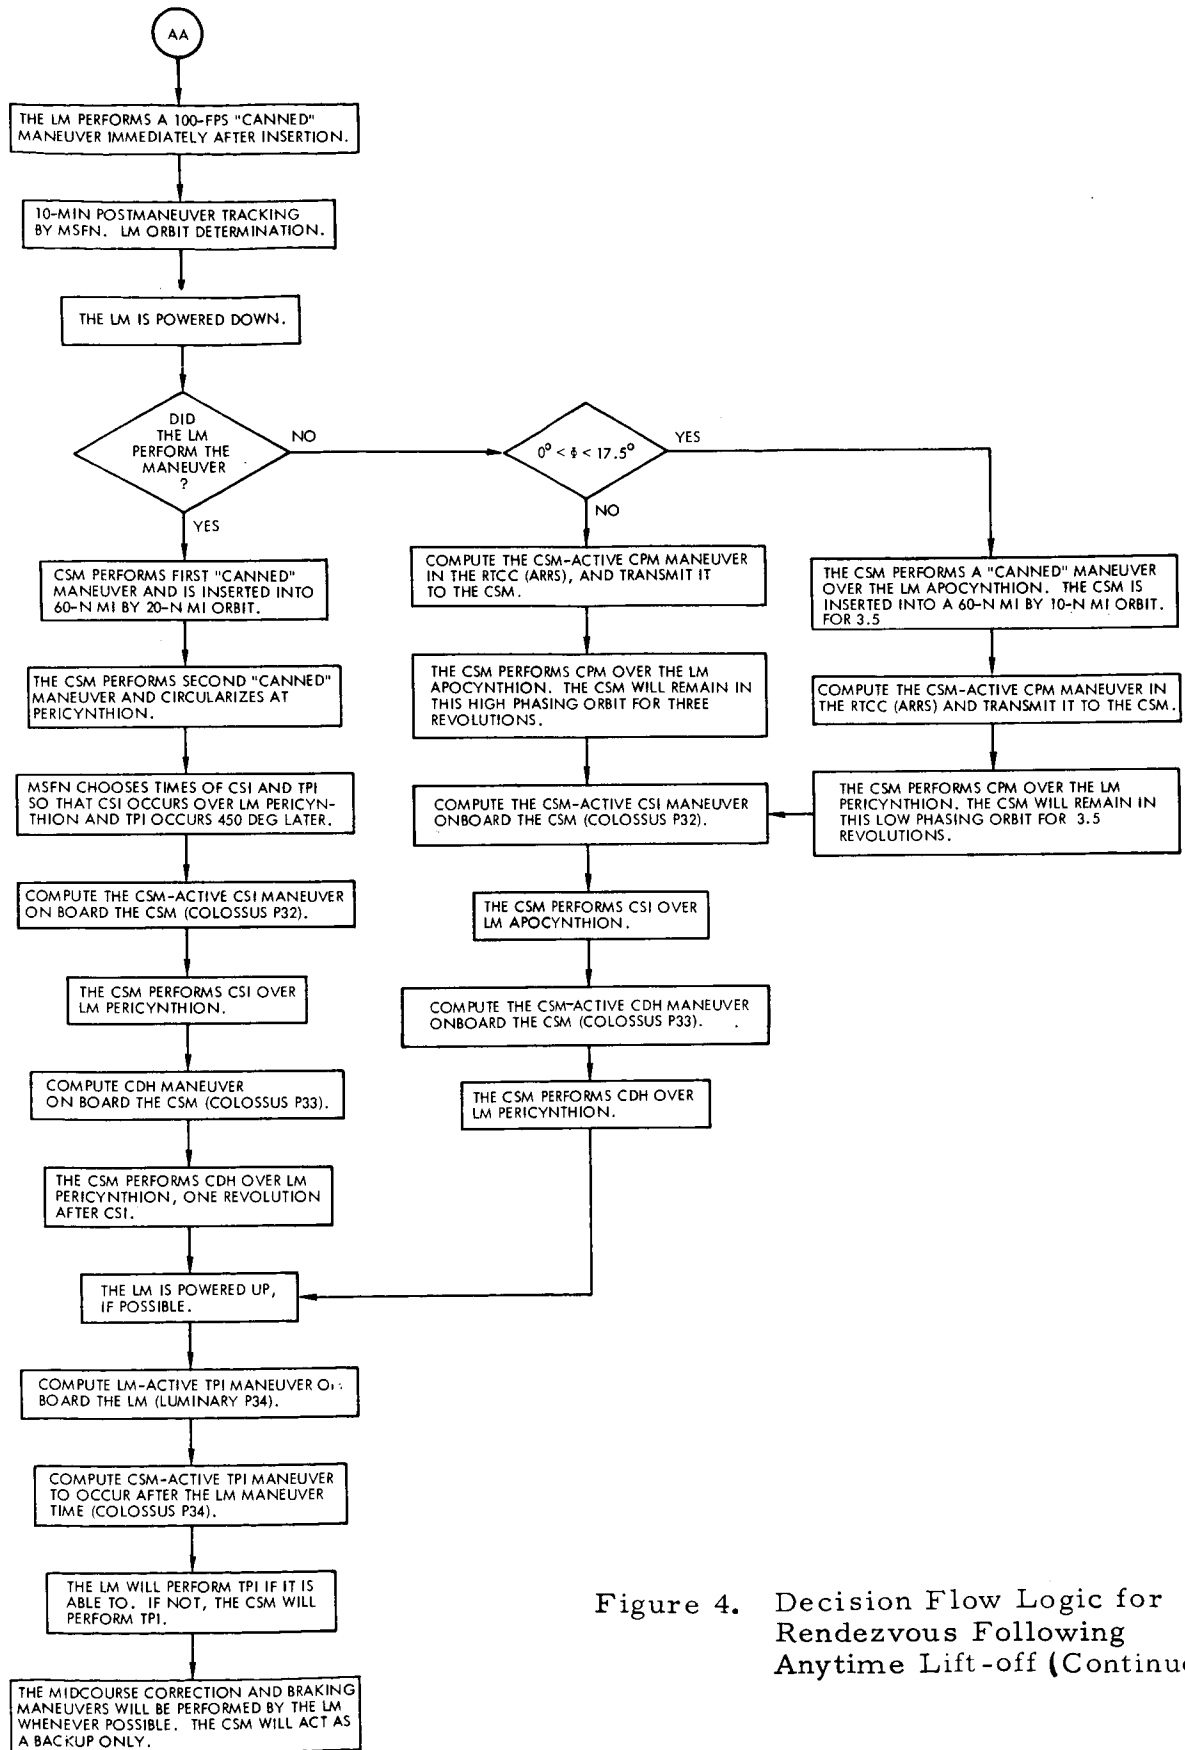 AA
THE LM PERFORMS A 100-FPS "CANNED"
MANEUVER IMMEDIATELY AFTER INSERTION.
10-MIN POSTMANEUVER TRACKING
BY MSFN. LM ORBIT DETERMINATION.
THE LM IS POWERED DOWN.
DID
THE LM
PERFORM THE
MANEUVER
?
NO
YES
0° < Φ < 17.5°
YES
NO
CSM PERFORMS FIRST "CANNED"
MANEUVER AND IS INSERTED INTO
60-N MI BY 20-N MI ORBIT.
THE CSM PERFORMS SECOND "CANNED"
MANEUVER AND CIRCULARIZES AT
PERICYNTHION.
MSFN CHOOSES TIMES OF CSI AND TPI
SO THAT CSI OCCURS OVER LM PERICYN-
THION AND TPI OCCURS 450 DEG LATER.
COMPUTE THE CSM-ACTIVE CSI MANEUVER
ON BOARD THE CSM (COLOSSUS P32).
THE CSM PERFORMS CSI OVER
LM PERICYNTHION.
COMPUTE CDH MANEUVER
ON BOARD THE CSM (COLOSSUS P33).
THE CSM PERFORMS CDH OVER LM
PERICYNTHION, ONE REVOLUTION
AFTER CSI.
COMPUTE THE CSM-ACTIVE CPM MANEUVER
IN THE RTCC (ARRS), AND TRANSMIT IT
TO THE CSM.
THE CSM PERFORMS CPM OVER THE LM
APOCYNTHION. THE CSM WILL REMAIN IN
THIS HIGH PHASING ORBIT FOR THREE
REVOLUTIONS.
COMPUTE THE CSM-ACTIVE CSI MANEUVER
ONBOARD THE CSM (COLOSSUS P32).
THE CSM PERFORMS CSI OVER
LM APOCYNTHION.
COMPUTE THE CSM-ACTIVE CDH MANEUVER
ONBOARD THE CSM (COLOSSUS P33).
THE CSM PERFORMS CDH OVER
LM PERICYNTHION.
THE CSM PERFORMS A "CANNED" MANEUVER
OVER THE LM APOCYNTHION. THE CSM IS
INSERTED INTO A 60-N MI BY 10-N MI ORBIT.
FOR 3.5
COMPUTE THE CSM-ACTIVE CPM MANEUVER IN
THE RTCC (ARRS) AND TRANSMIT IT TO THE CSM.
THE CSM PERFORMS CPM OVER THE LM
PERICYNTHION. THE CSM WILL REMAIN IN
THIS LOW PHASING ORBIT FOR 3.5
REVOLUTIONS.
THE LM IS POWERED UP,
IF POSSIBLE.
COMPUTE LM-ACTIVE TPI MANEUVER
BOARD THE LM (LUMINARY P34).
COMPUTE CSM-ACTIVE TPI MANEUVER
TO OCCUR AFTER THE LM MANEUVER
TIME (COLOSSUS P34).
THE LM WILL PERFORM TPI IF IT IS
ABLE TO. IF NOT, THE CSM WILL
PERFORM TPI.
THE MIDCOURSE CORRECTION AND BRAKING
MANEUVERS WILL BE PERFORMED BY THE LM
WHENEVER POSSIBLE. THE CSM WILL ACT AS
A BACKUP ONLY.
Figure 4. Decision Flow Logic for
Rendezvous Following
Anytime Lift-off (Continue